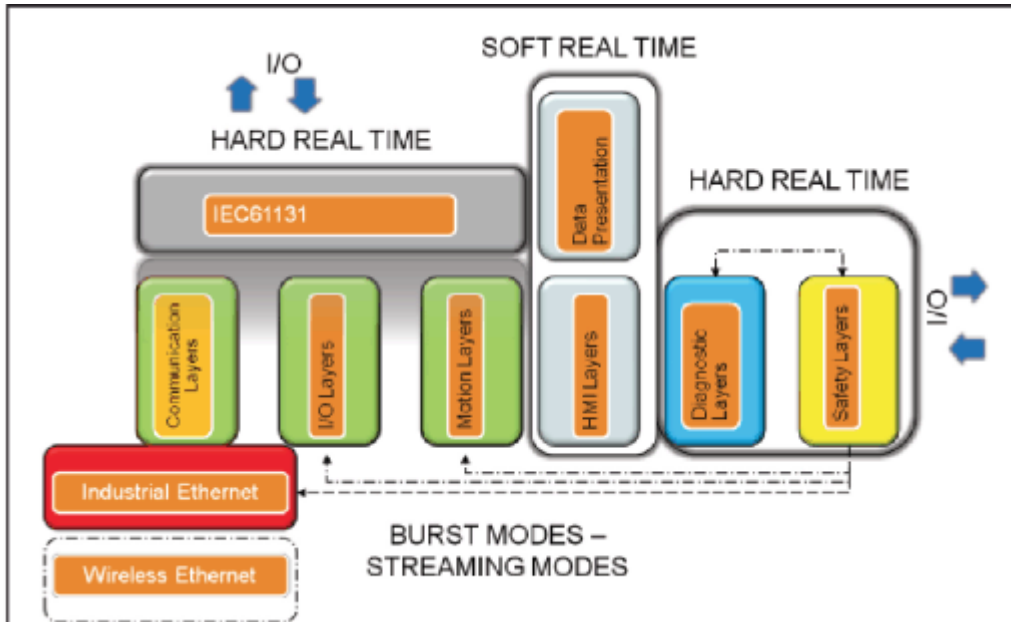 SOFT REAL TIME
I/O
HARD REAL TIME
IEC61131
Data
Presentation
HARD REAL TIME
Communication
Layers
I/O Layers
Motion Layers
HMI Layers
Diagnostic
Layers
Safety Layers
I/O
Industrial Ethernet
BURST MODES –
STREAMING MODES
Wireless Ethernet